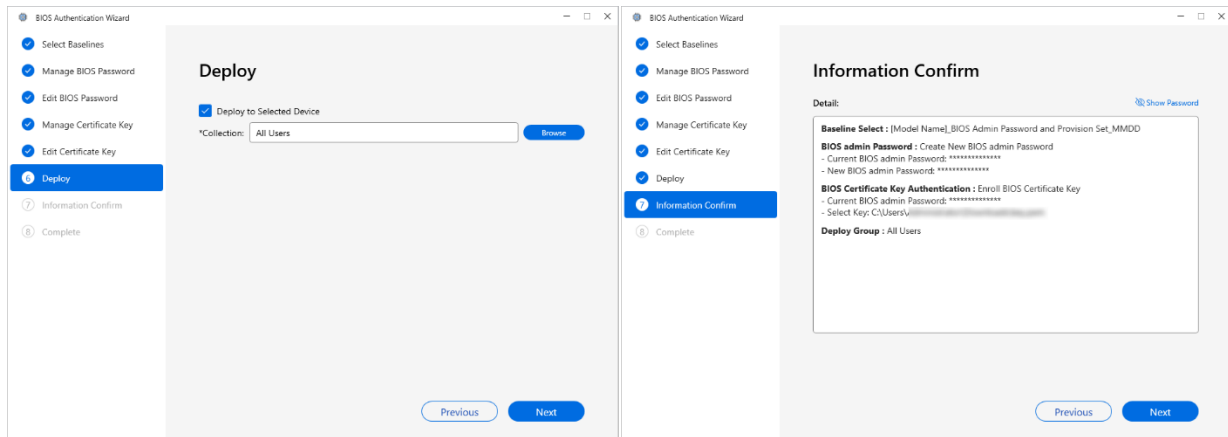 BIOS Authentication Wizard
Select Baselines
Manage BIOS Password
Edit BIOS Password
Manage Certificate Key
Edit Certificate Key
6 Deploy
7 Information Confirm
8 Complete
Deploy
Deploy to Selected Device
*Collection: All Users Browse
Previous Next
BIOS Authentication Wizard
Select Baselines
Manage BIOS Password
Edit BIOS Password
Manage Certificate Key
Edit Certificate Key
Deploy
7 Information Confirm
8 Complete
Information Confirm
Detail: Show Password
Baseline Select : [Model Name]_BIOS Admin Password and Provision Set_MMDD
BIOS admin Password : Create New BIOS admin Password
- Current BIOS admin Password: **************
- New BIOS admin Password: **************
BIOS Certificate Key Authentication : Enroll BIOS Certificate Key
- Current BIOS admin Password: **************
- Select Key: C:\Users\
Deploy Group : All Users
Previous Next